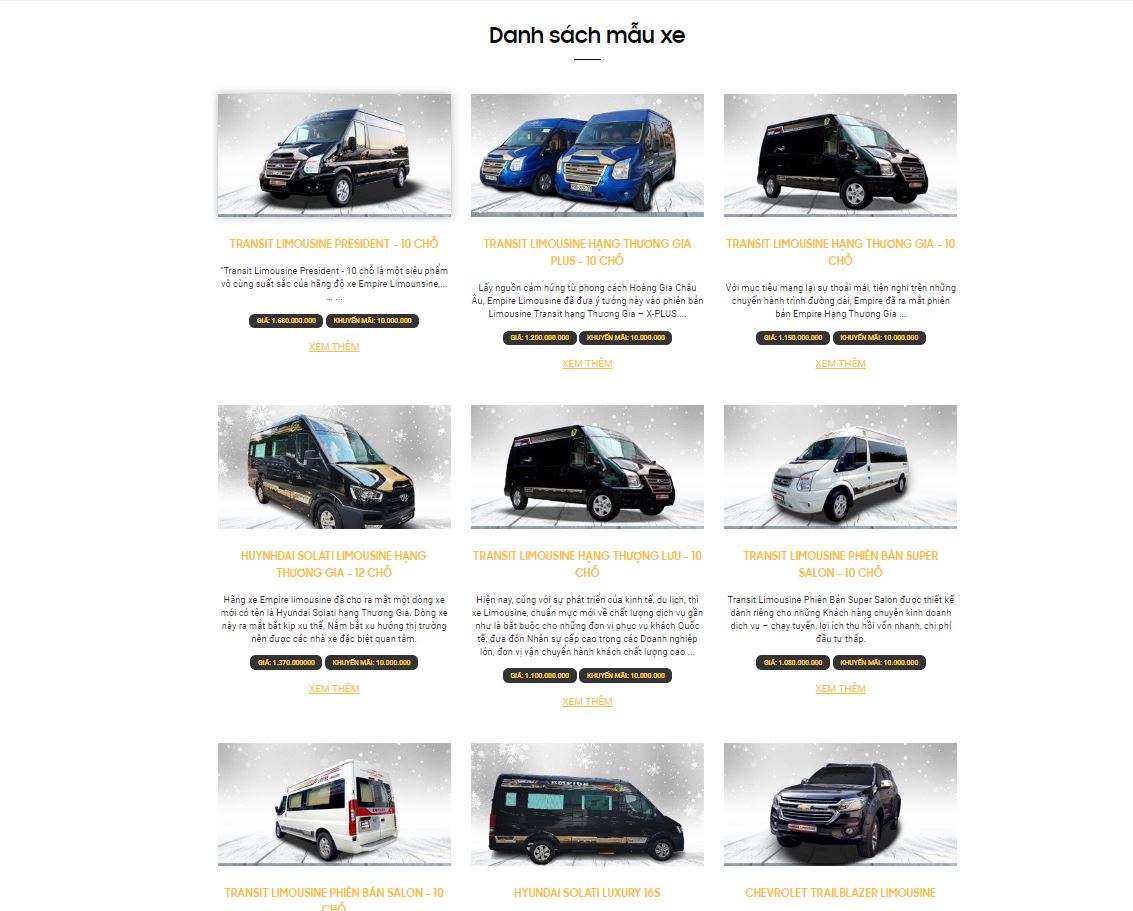 Danh sách mẫu xe
TRANSIT LIMOUSINE PRESIDENT - 10 CHỖ
"Transit Limousine President - 10 chỗ là một siêu phẩm
vô cùng suất sắc của hãng độ xe Empire Limounsine,...
... ...
GIÁ: 1.680.000.000 KHUYẾN MÃI: 10.000.000
XEM THÊM
TRANSIT LIMOUSINE HẠNG THƯƠNG GIA
PLUS - 10 CHỖ
Lấy nguồn cảm hứng từ phong cách Hoàng Gia Châu
Âu, Empire Limousine đã đưa ý tưởng này vào phiên bản
Limousine Transit hạng Thương Gia – X-PLUS....
GIÁ: 1.200.000.000 KHUYẾN MÃI: 10.000.000
XEM THÊM
TRANSIT LIMOUSINE HẠNG THƯƠNG GIA - 10
CHỖ
Với mục tiêu mang lại sự thoải mái, tiện nghi trên những
chuyến hành trình đường dài, Empire đã ra mắt phiên
bản Empire Hạng Thương Gia ...
GIÁ: 1.150.000.000 KHUYẾN MÃI: 10.000.000
XEM THÊM
HUYNHDAI SOLATI LIMOUSINE HẠNG
THƯƠNG GIA - 12 CHỖ
Hãng xe Empire limousine đã cho ra mắt một dòng xe
mới có tên là Hyundai Solati hạng Thương Gia. Dòng xe
này ra mắt bắt kịp xu thế, Nắm bắt xu hướng thị trường
nên được các nhà xe đặc biệt quan tâm.
GIÁ: 1.370.000000 KHUYẾN MÃI: 10.000.000
XEM THÊM
TRANSIT LIMOUSINE HẠNG THƯỢNG LƯU - 10
CHỖ
Hiện nay, cùng với sự phát triển của kinh tế, du lịch, thì
xe Limousine, chuẩn mực mới về chất lượng dịch vụ gần
như là bắt buộc cho những đơn vị phục vụ khách Quốc
tế, đưa đón Nhân sự cấp cao trong các Doanh nghiệp
lớn, đơn vị vận chuyển hành khách chất lượng cao ...
GIÁ: 1.100.000.000 KHUYẾN MÃI: 10.000.000
XEM THÊM
TRANSIT LIMOUSINE PHIÊN BẢN SUPER
SALON - 10 CHỖ
Transit Limousine Phiên Bản Super Salon được thiết kế
dành riêng cho những Khách hàng chuyên kinh doanh
dịch vụ – chạy tuyến, lợi ích thu hồi vốn nhanh, chi phí
đầu tư thấp.
GIÁ: 1.080.000.000 KHUYẾN MÃI: 10.000.000
XEM THÊM
EMPIRE
TRANSIT LIMOUSINE PHIÊN BẢN SALON - 10
CHỖ
HYUNDAI SOLATI LUXURY 16S
CHEVROLET TRAILBLAZER LIMOUSINE